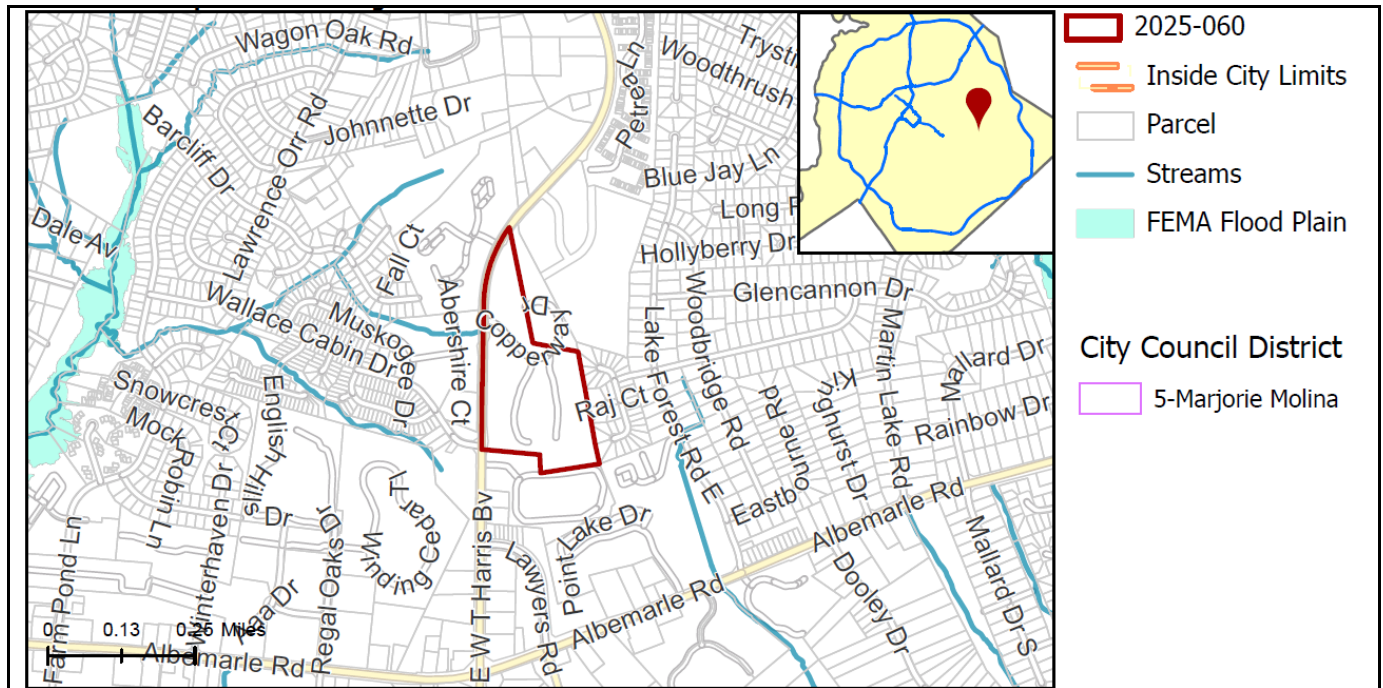 Wagon Oak Rd
Trysti
Woodthrush
Petrea Ln
Johnnette Dr
Barcliff Dr
Lawrence Orr Rd
Blue Jay Ln
Long
Dale Av
Fall Ct
Hollyberry Dr
Wallace Cabin Dr
Muskogee Dr
Abershire Ct
Copper Way
Dr
Lake Forest Rd E
Woodbridge Rd
Glencannon Dr
Martin Lake Rd
Mallard Dr
Snowcrest Ct
Mock Robin Ln
English Hills Dr
Raj Ct
Eastbourne Rd
Kinghurst Dr
Rainbow Dr
Farm Pond Ln
Winterhaven Dr
Regal Oaks Dr
Winding Cedar Tl
E W T Harris Bv
Lawyers Rd
Point Lake Dr
Albemarle Rd
Albemarle Rd
Dooley Dr
Mallard Dr S
Albemarle Rd
0 0.13 0.25 Miles
2025-060
Inside City Limits
Parcel
Streams
FEMA Flood Plain
City Council District
5-Marjorie Molina